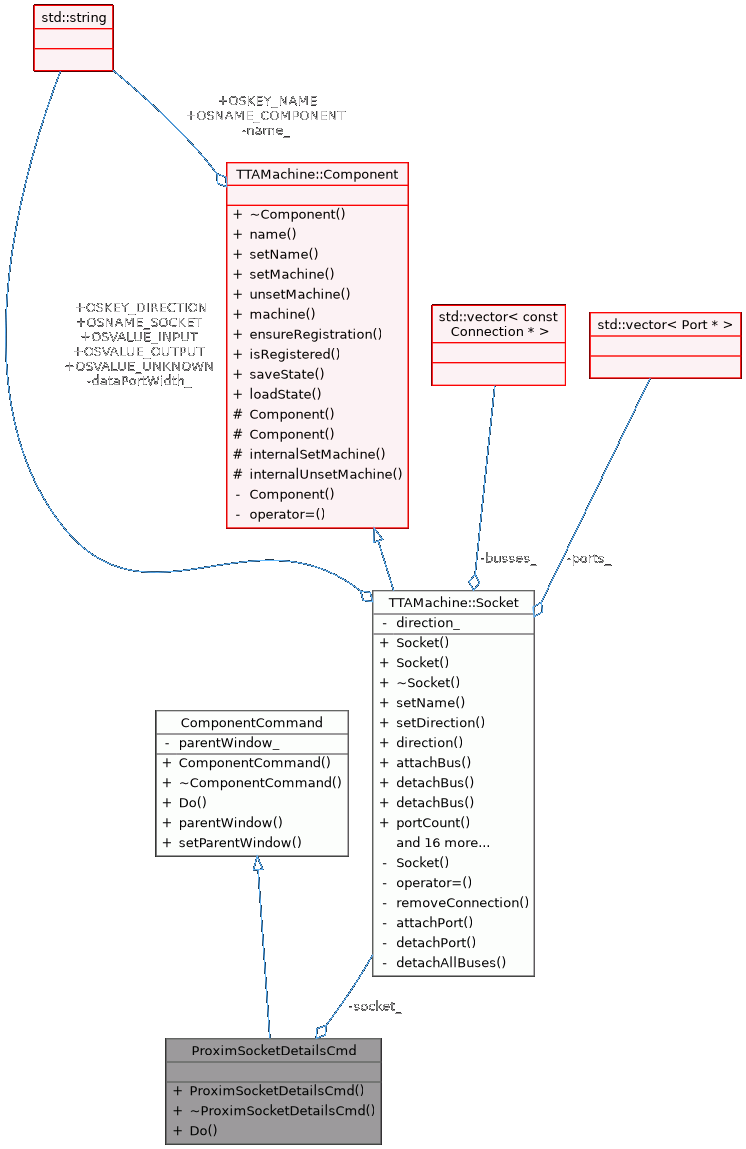 std::string
+OSKEY_NAME
+OSNAME_COMPONENT
-name_
TTAMachine::Component
+ ~Component()
+ name()
+ setName()
+ setMachine()
+ unsetMachine()
+ machine()
+ ensureRegistration()
+ isRegistered()
+ saveState()
+ loadState()
# Component()
# Component()
# internalSetMachine()
# internalUnsetMachine()
- Component()
- operator=()
+OSKEY_DIRECTION
+OSNAME_SOCKET
+OSVALUE_INPUT
+OSVALUE_OUTPUT
+OSVALUE_UNKNOWN
-dataPortWidth_
std::vector< const
Connection * >
std::vector< Port * >
-busses_
-ports_
TTAMachine::Socket
- direction_
+ Socket()
+ Socket()
+ ~Socket()
+ setName()
+ setDirection()
+ direction()
+ attachBus()
+ detachBus()
+ detachBus()
+ portCount()
and 16 more...
- Socket()
- operator=()
- removeConnection()
- attachPort()
- detachPort()
- detachAllBuses()
ComponentCommand
- parentWindow_
+ ComponentCommand()
+ ~ComponentCommand()
+ Do()
+ parentWindow()
+ setParentWindow()
-socket_
ProximSocketDetailsCmd
+ ProximSocketDetailsCmd()
+ ~ProximSocketDetailsCmd()
+ Do()